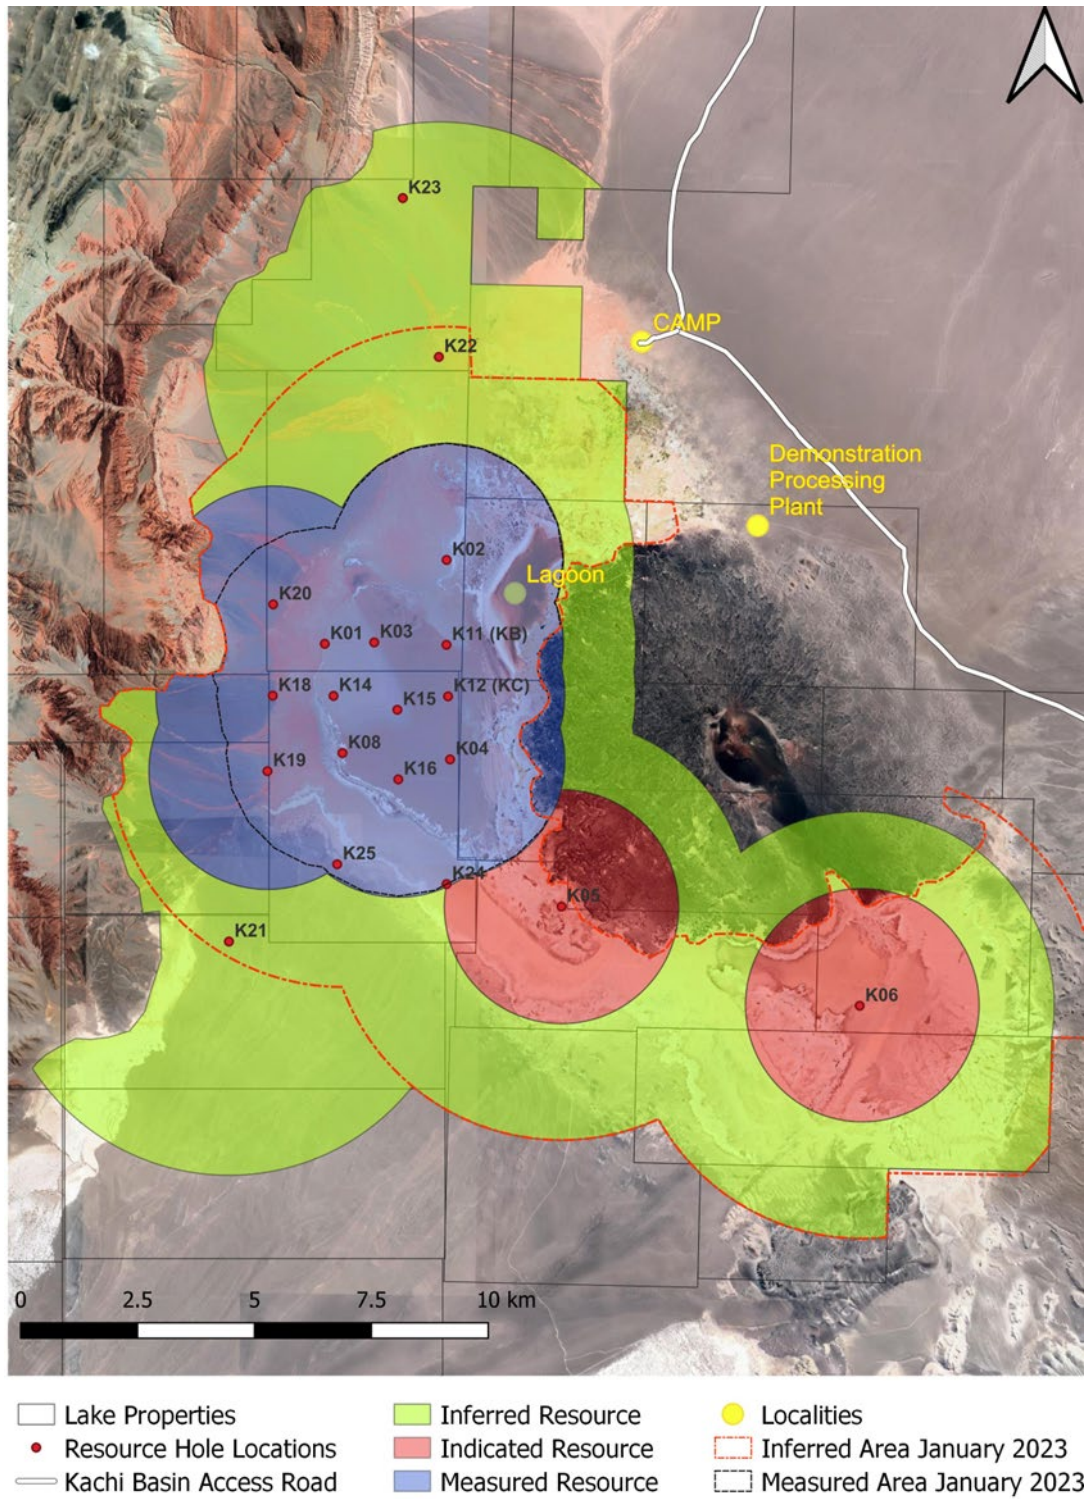 K23
CAMP
K22
Demonstration
Processing
Plant
K02
Lagoon
K20
K01
K03
K11 (KB)
K18
K14
K15
K12 (KC)
K08
K04
K19
K16
K25
K24
K05
K21
K06
0 2.5 5 7.5 10 km
Lake Properties
Inferred Resource
Localities
Resource Hole Locations
Indicated Resource
Inferred Area January 2023
Kachi Basin Access Road
Measured Resource
Measured Area January 2023